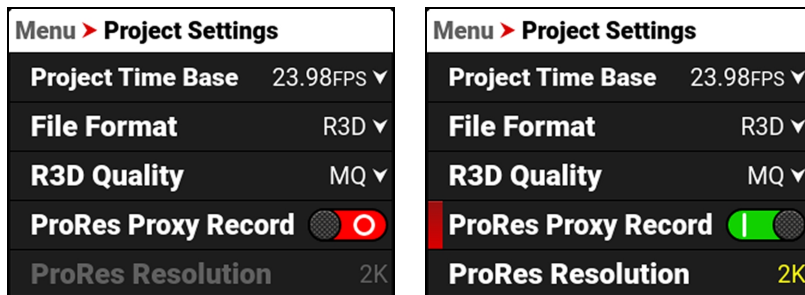 Menu > Project Settings
Project Time Base 23.98FPS
File Format R3D
R3D Quality MQ
ProRes Proxy Record
ProRes Resolution 2K
Menu > Project Settings
Project Time Base 23.98FPS
File Format R3D
R3D Quality MQ
ProRes Proxy Record
ProRes Resolution 2K